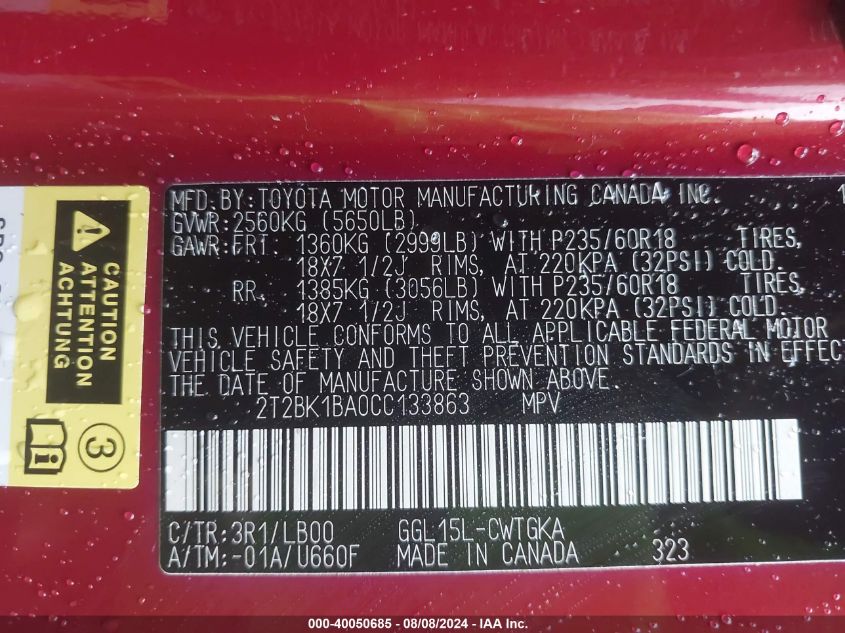 MFD. BY: TOYOTA MOTOR MANUFACTURING CANADA INC. 1
GVWR: 2560KG (5650LB)
GAWR: FRT. 1360KG (2999LB) WITH P235/60R18 TIRES,
18X7 1/2J RIMS, AT 220KPA (32PSI) COLD.
RR. 1385KG (3056LB) WITH P235/60R18 TIRES,
18X7 1/2J RIMS, AT 220KPA (32PSI) COLD.
THIS VEHICLE CONFORMS TO ALL APPLICABLE FEDERAL MOTOR
VEHICLE SAFETY AND THEFT PREVENTION STANDARDS IN EFFEC
THE DATE OF MANUFACTURE SHOWN ABOVE.
2T2BK1BA0CC133863 MPV
C/TR: 3R1/LB00 GGL15L-CWTGKA
A/TM: -01A/U660F MADE IN CANADA 323
CAUTION
ATTENTION
3
i
000-40050685 - 08/08/2024 - IAA Inc.